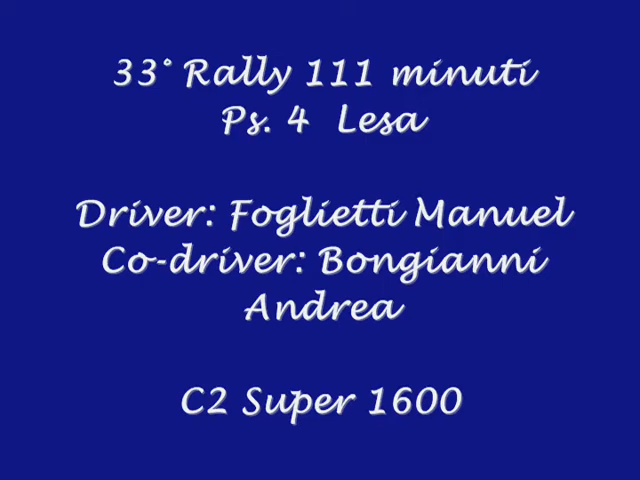 33° Rally 111 minuti
Ps. 4 Lesa
Driver: Foglietti Manuel
Co-driver: Bongianni
Andrea
C2 Super 1600